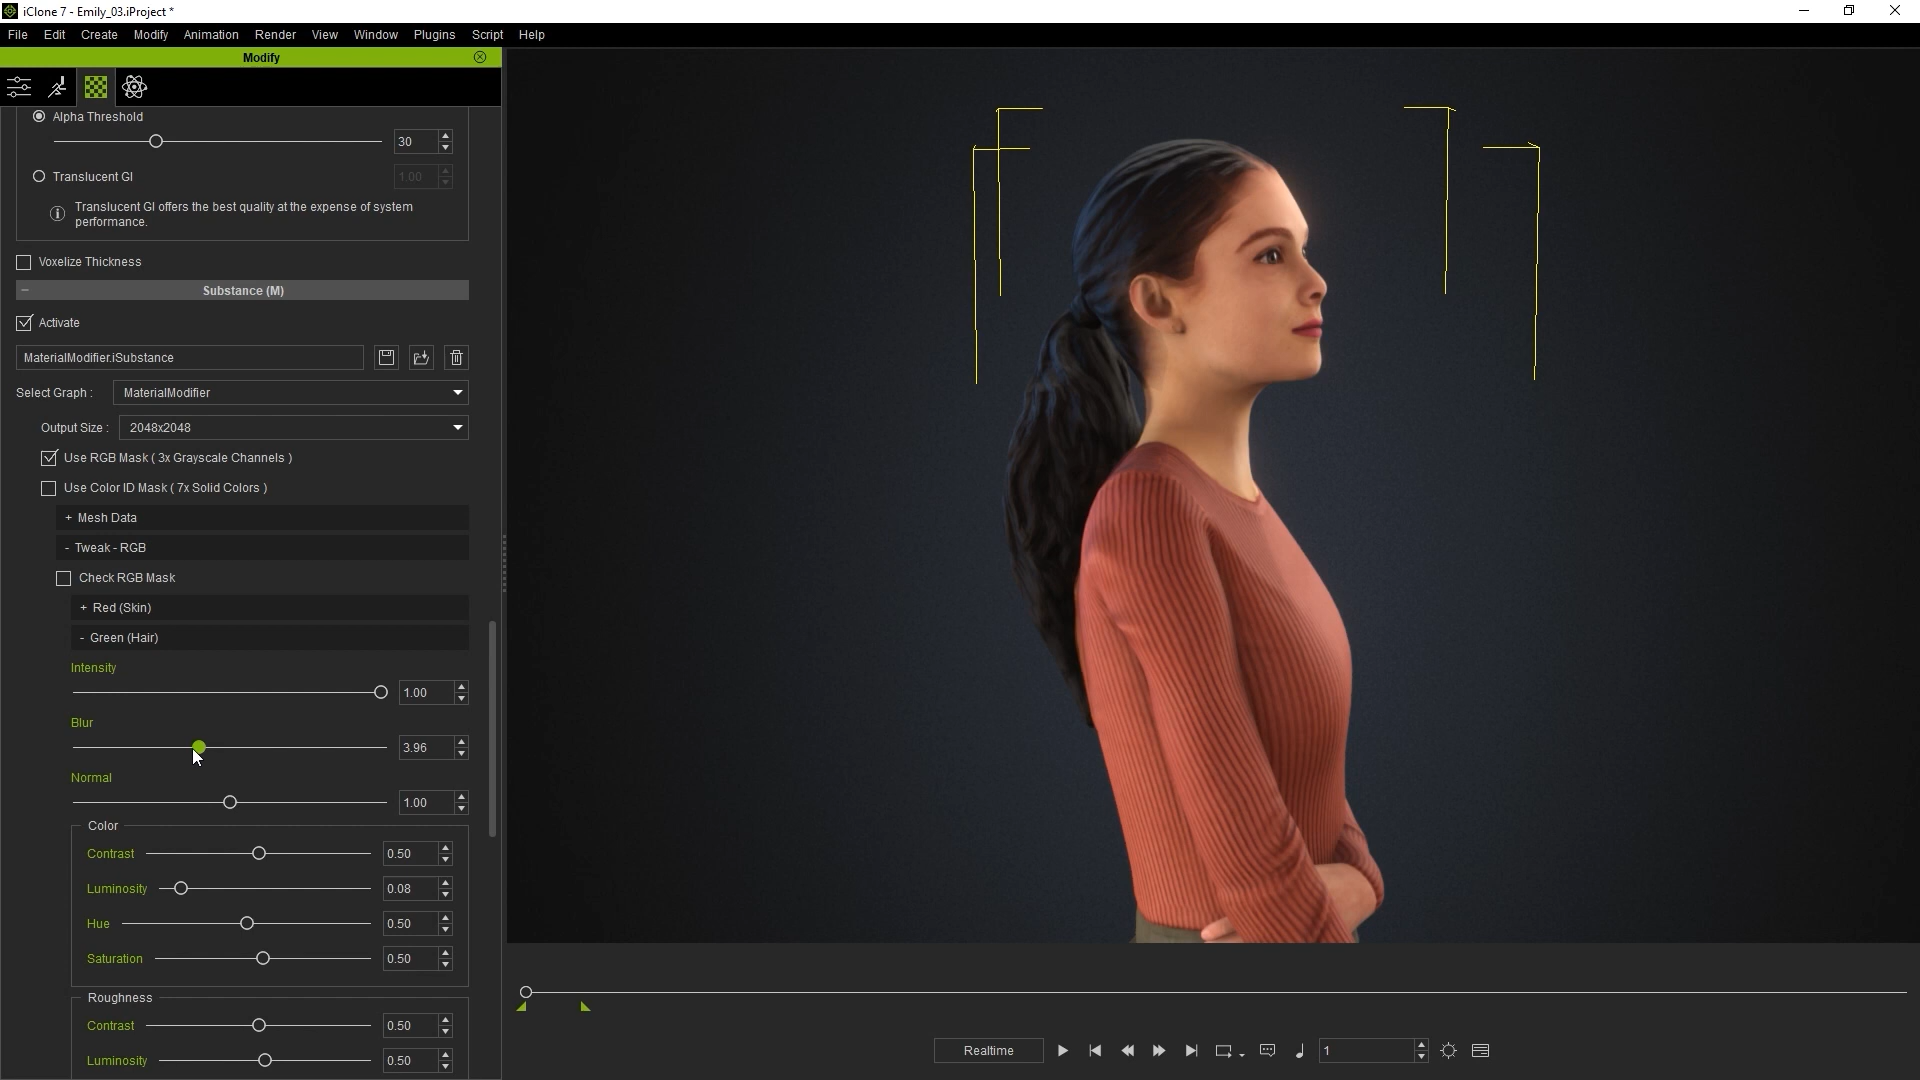 iClone 7 - Emily_03.iProject *
File Edit Create Modify Animation Render View Window Plugins Script Help
Modify
Alpha Threshold
30
Translucent GI
1.00
Translucent GI offers the best quality at the expense of system
performance.
Voxelize Thickness
Substance (M)
Activate
MaterialModifier.iSubstance
Select Graph : MaterialModifier
Output Size : 2048x2048
Use RGB Mask ( 3x Grayscale Channels )
Use Color ID Mask ( 7x Solid Colors )
+ Mesh Data
- Tweak - RGB
Check RGB Mask
+ Red (Skin)
- Green (Hair)
Intensity
1.00
Blur
3.96
Normal
1.00
Color
Contrast 0.50
Luminosity 0.08
Hue 0.50
Saturation 0.50
Roughness
Contrast 0.50
Luminosity 0.50
Realtime
1